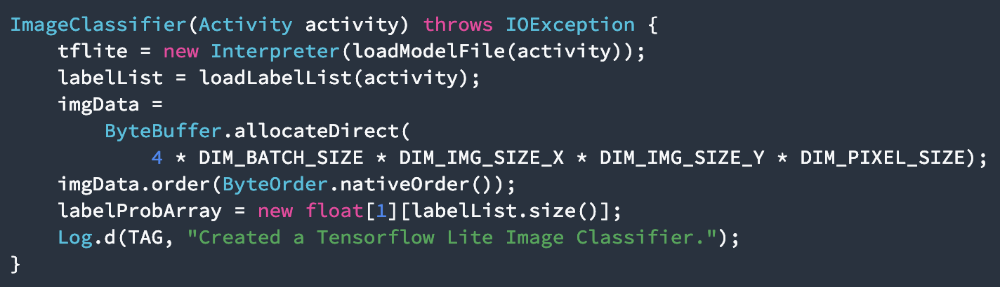 ImageClassifier(Activity activity) throws IOException {
    tflite = new Interpreter(loadModelFile(activity));
    labelList = loadLabelList(activity);
    imgData =
        ByteBuffer.allocateDirect(
            4 * DIM_BATCH_SIZE * DIM_IMG_SIZE_X * DIM_IMG_SIZE_Y * DIM_PIXEL_SIZE);
    imgData.order(ByteOrder.nativeOrder());
    labelProbArray = new float[1][labelList.size()];
    Log.d(TAG, "Created a Tensorflow Lite Image Classifier.");
}